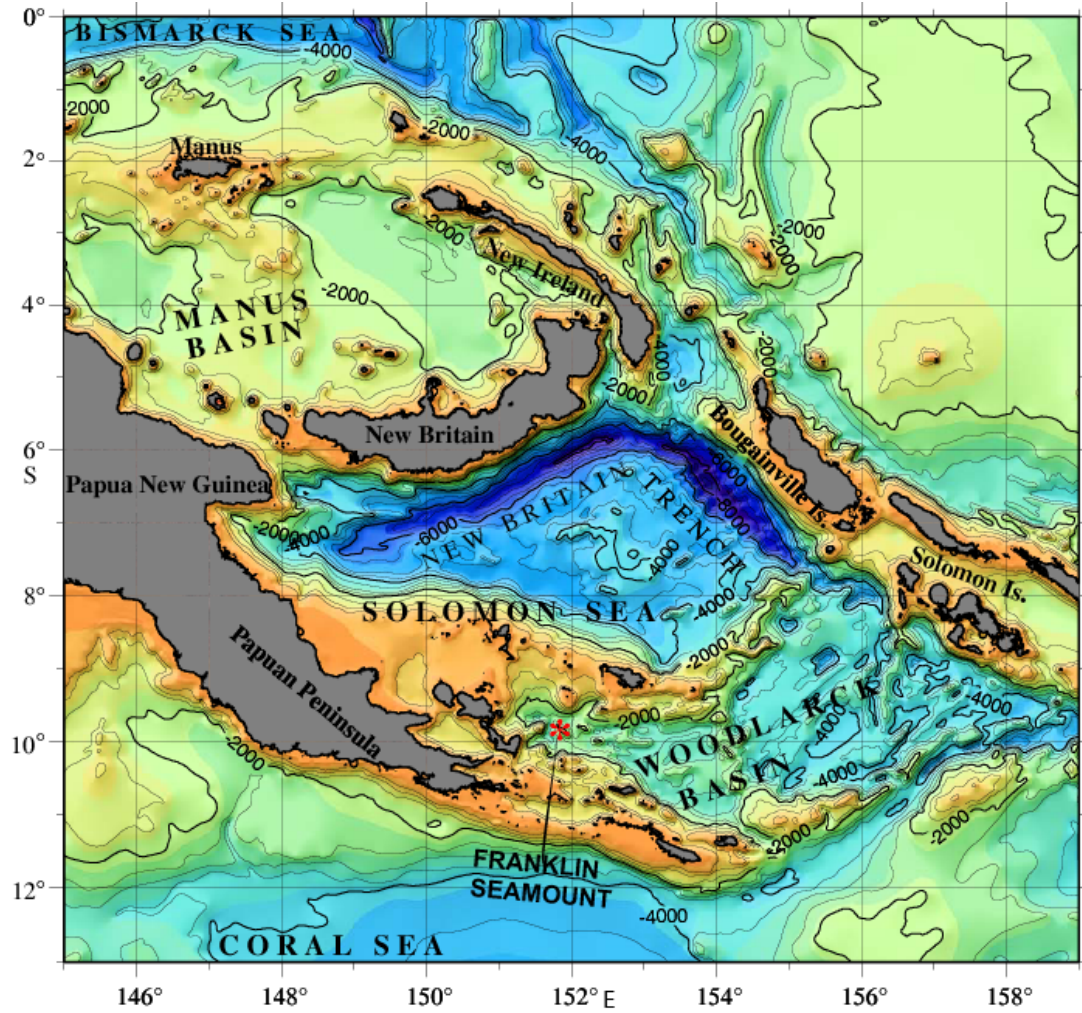 0°
BISMARCK SEA
-4000
-2000
-2000
-4000
Manus
2°
-2000
-2000
-2000
New Ireland
-2000
MANUS
BASIN
4°
-2000
-4000
-2000
New Britain
Bougainville Is.
6°
S
-6000
Papua New Guinea
-8000
NEW BRITAIN TRENCH
-6000
-2000
-4000
-4000
Solomon Is.
8°
-4000
SOLOMON SEA
-2000
Papuan Peninsula
-4000
WOODLARCK
BASIN
-2000
-4000
10°
-2000
-4000
-2000
-2000
FRANKLIN
SEAMOUNT
12°
-4000
CORAL SEA
146°
148°
150°
152°
E
154°
156°
158°